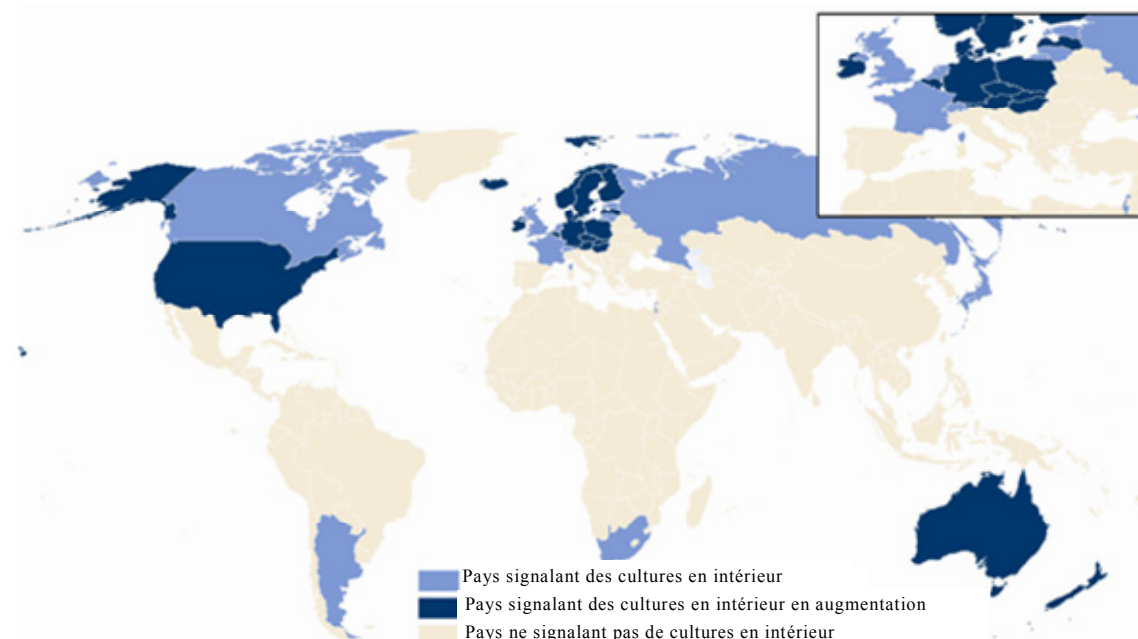 Pays signalant des cultures en intérieur
Pays signalant des cultures en intérieur en augmentation
Pays ne signalant pas de cultures en intérieur